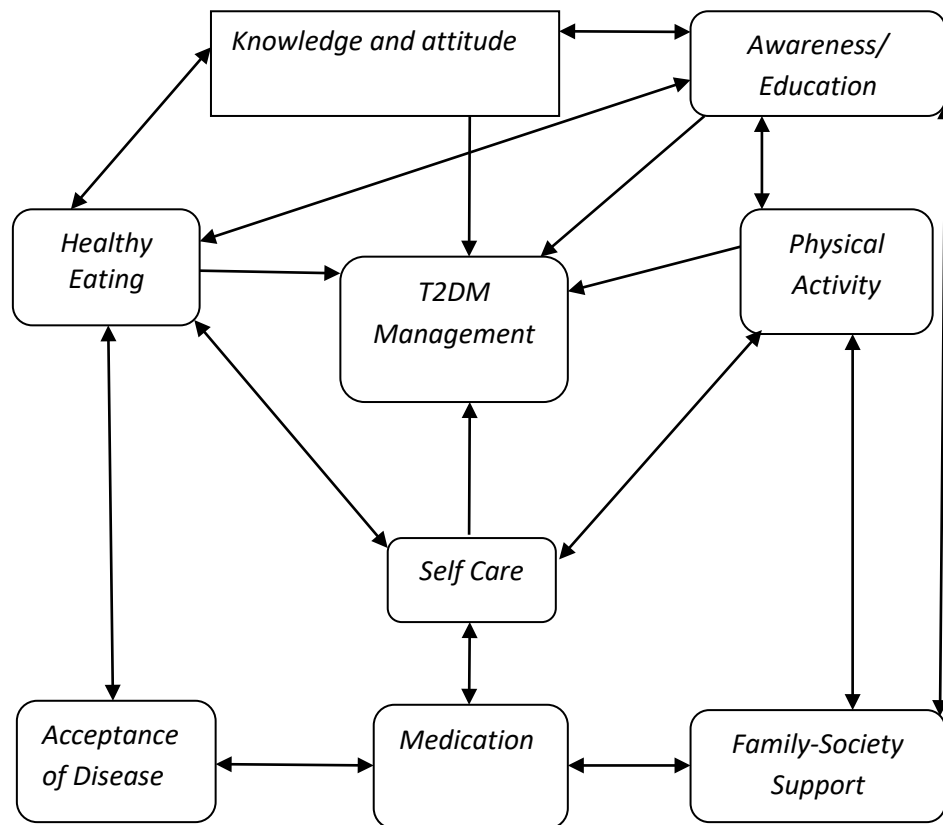 Knowledge and attitude
Awareness/
Education
Healthy
Eating
T2DM
Management
Physical
Activity
Self Care
Acceptance
of Disease
Medication
Family-Society
Support